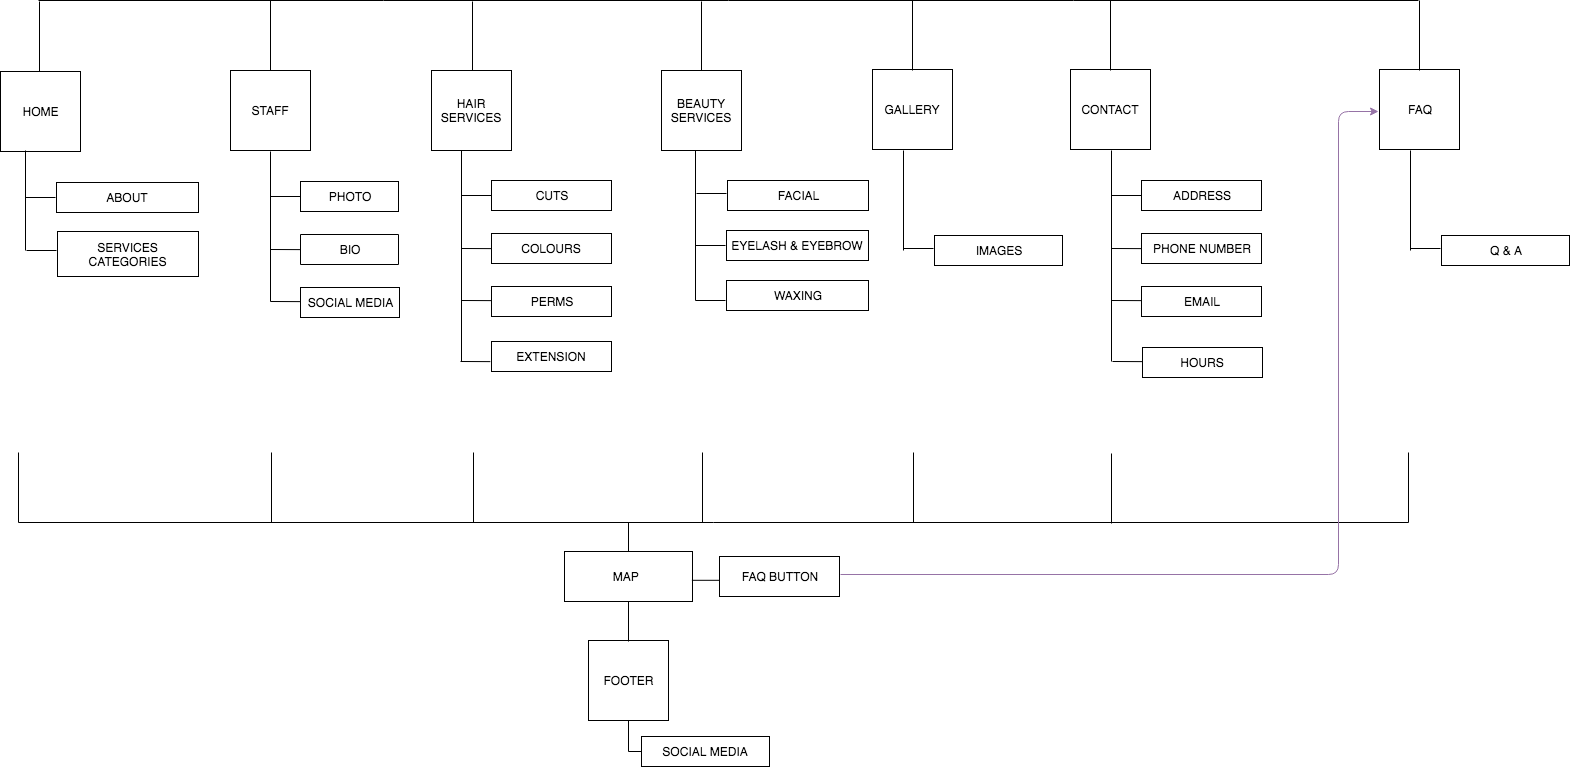 HOME
STAFF
HAIR
SERVICES
BEAUTY
SERVICES
GALLERY
CONTACT
FAQ
ABOUT
SERVICES
CATEGORIES
PHOTO
BIO
SOCIAL MEDIA
CUTS
COLOURS
PERMS
EXTENSION
FACIAL
EYELASH & EYEBROW
WAXING
IMAGES
ADDRESS
PHONE NUMBER
EMAIL
HOURS
Q & A
MAP
FAQ BUTTON
FOOTER
SOCIAL MEDIA